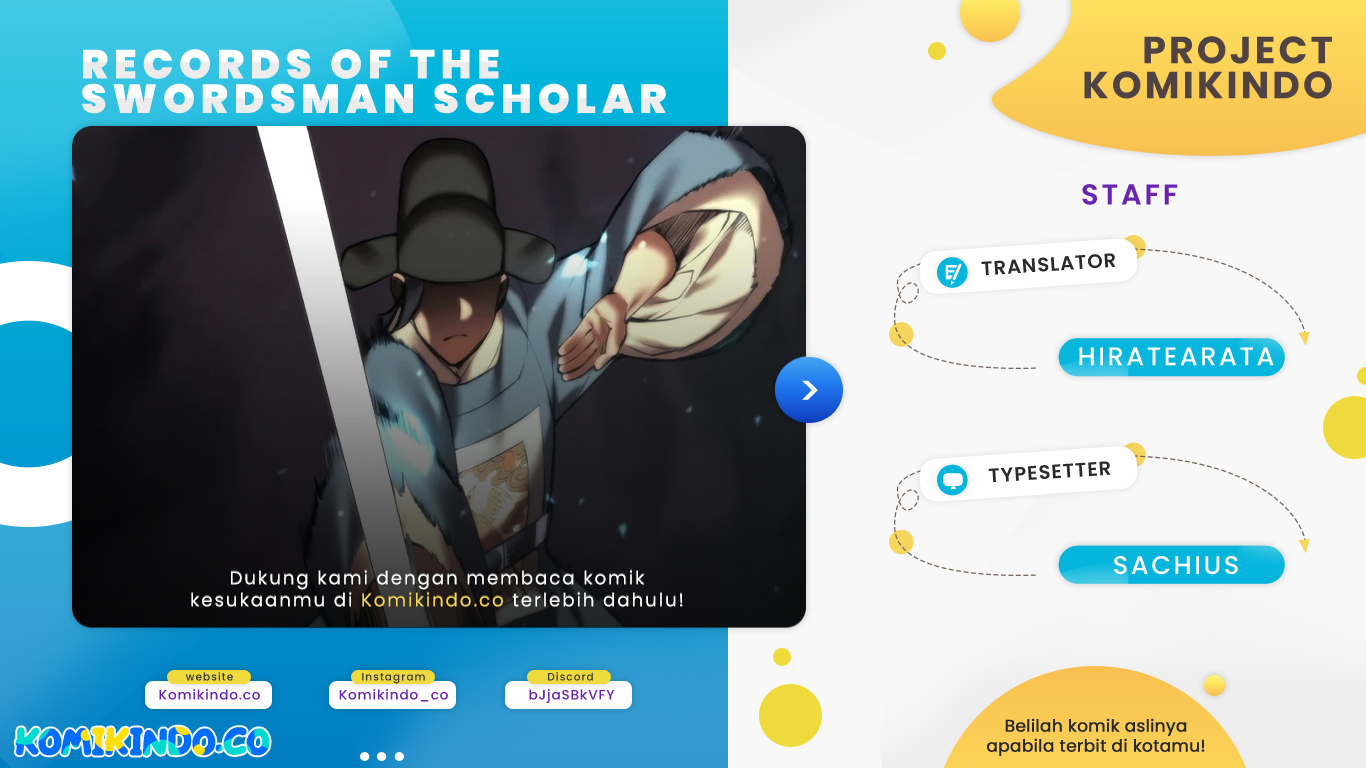 RECORDS OF THE
SWORDSMAN SCHOLAR
Dukung kami dengan membaca komik
kesukaanmu di Komikindo.co terlebih dahulu!
website
Komikindo.co
Instagram
Komikindo_co
Discord
bJjaSBkVFY
KOMIKINDO.CO
PROJECT
KOMIKINDO
STAFF
TRANSLATOR
HIRATEARATA
TYPESETTER
SACHIUS
Belilah komik aslinya
apabila terbit di kotamu!